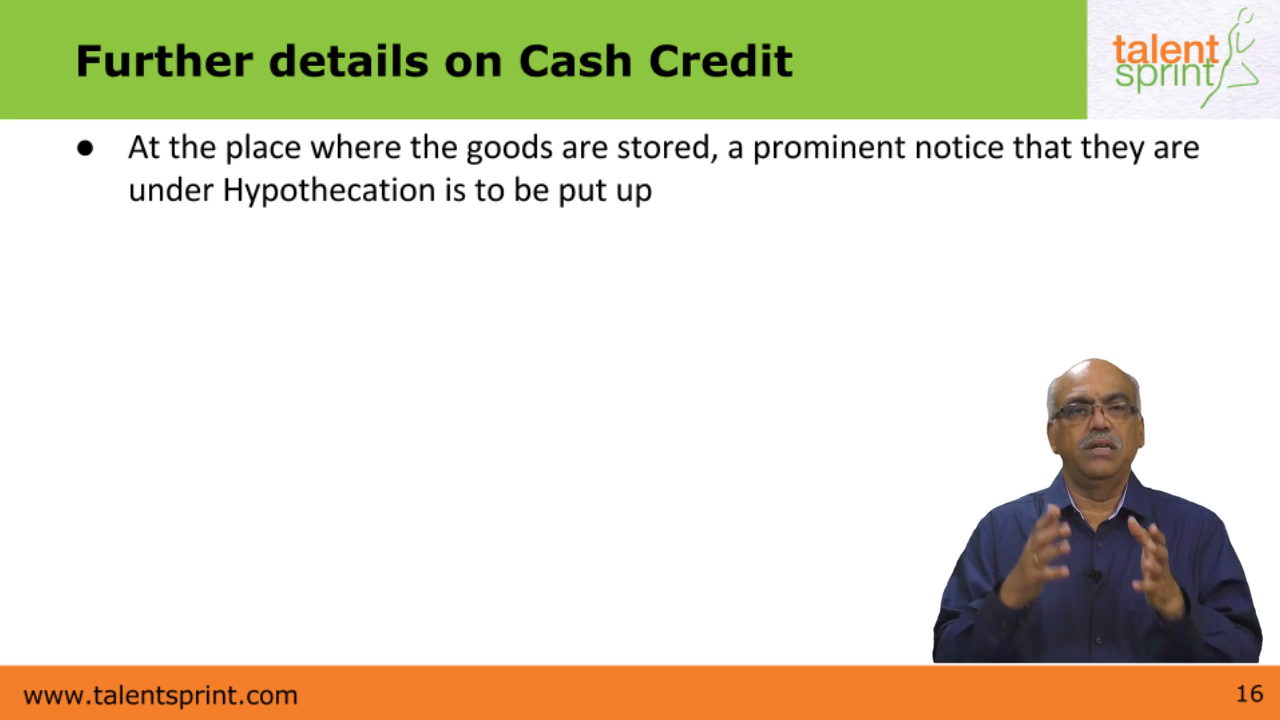 Further details on Cash Credit
talent
sprint
● At the place where the goods are stored, a prominent notice that they are
under Hypothecation is to be put up
www.talentsprint.com
16